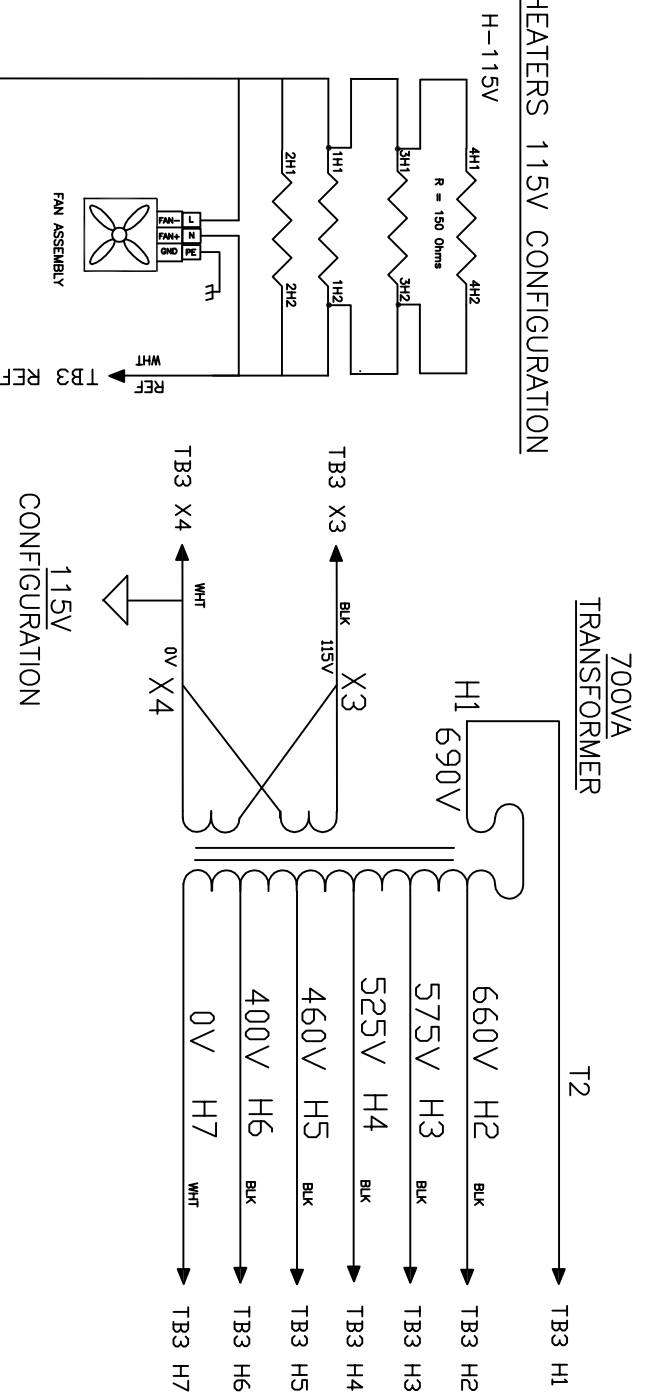 HEATERS 115V CONFIGURATION
H-115V
4H1
4H2
R = 150 Ohms
3H1
3H2
1H1
1H2
2H1
2H2
FAN- L
FAN+ N
GND PE
FAN ASSEMBLY
WHT
REF
TB3 REF
700VA
TRANSFORMER
T2
TB3 H1
H1
690V
660V H2
BLK
TB3 H2
575V H3
TB3 H3
525V H4
BLK
TB3 H4
460V H5
BLK
TB3 H5
400V H6
BLK
TB3 H6
0V H7
WHT
TB3 H7
TB3 X3
BLK
115V
X3
TB3 X4
WHT
0V
X4
115V
CONFIGURATION